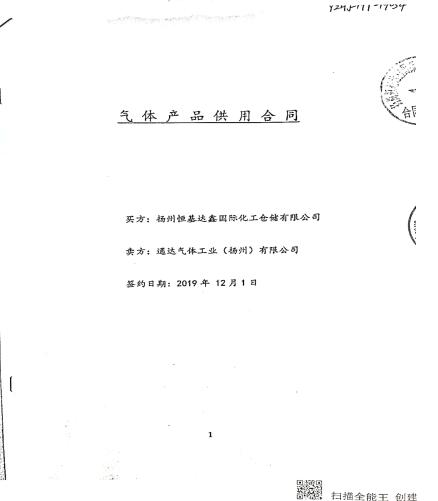 气体产品供用合同
买方：扬州恒基达鑫国际化工仓储有限公司
卖方：通达气体工业（扬州）有限公司
签约日期：2019 年 12 月 1 日
1
扫描全能王 创建